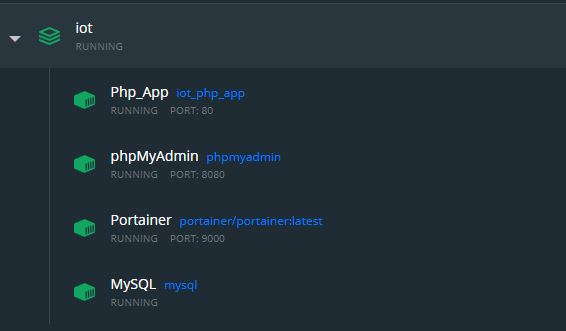 iot
RUNNING
Php_App iot_php_app
RUNNING PORT: 80
phpMyAdmin phpmyadmin
RUNNING PORT: 8080
Portainer portainer/portainer:latest
RUNNING PORT: 9000
MySQL mysql
RUNNING